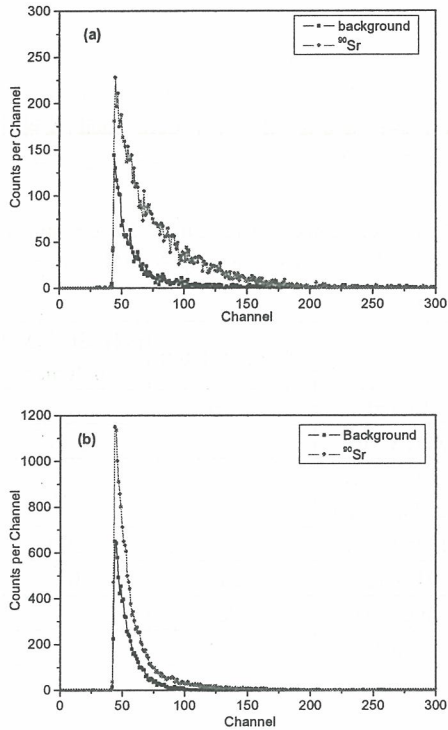 (a)
background
⁹⁰Sr
300
250
200
150
100
50
0
Counts per Channel
0 50 100 150 200 250 300
Channel
(b)
Background
⁹⁰Sr
1200
1000
800
600
400
200
0
Counts per Channel
0 50 100 150 200 250 300
Channel